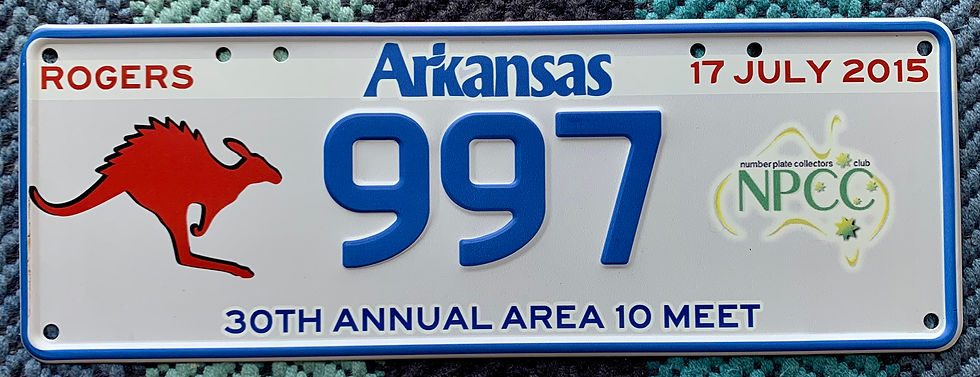 ROGERS
Arkansas
17 JULY 2015
997
number plate collectors club
NPCC
30TH ANNUAL AREA 10 MEET